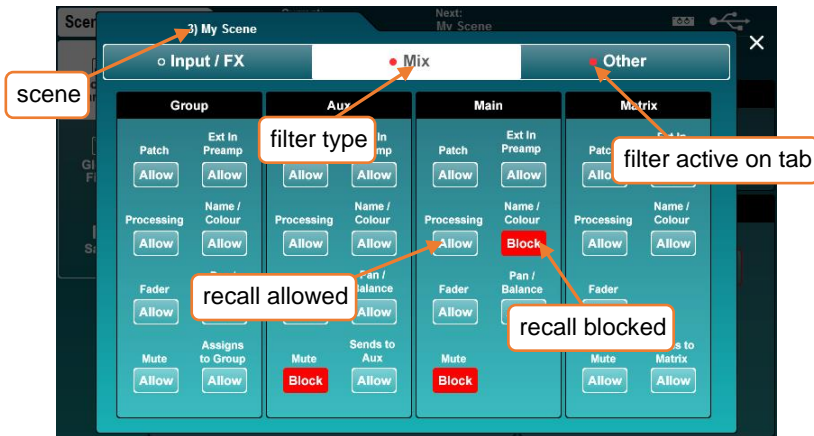 Scen
Next:
My Scene
3) My Scene
Input / FX
Mix
Other
scene
filter type
filter active on tab
Group
Aux
Main
Matrix
Patch
Ext In
Preamp
Patch
Ext In
Preamp
Allow
Allow
Allow
Allow
Allow
Allow
Processing
Name /
Colour
Processing
Name /
Colour
Processing
Name /
Colour
Processing
Name /
Colour
Allow
Allow
Allow
Allow
Allow
Block
Allow
Allow
recall allowed
recall blocked
Fader
Balance
Fader
Pan /
Balance
Fader
Allow
Allow
Allow
Mute
Assigns
to Group
Mute
Sends to
Aux
Mute
Mute
Matrix
Allow
Allow
Block
Allow
Block
Allow
Allow